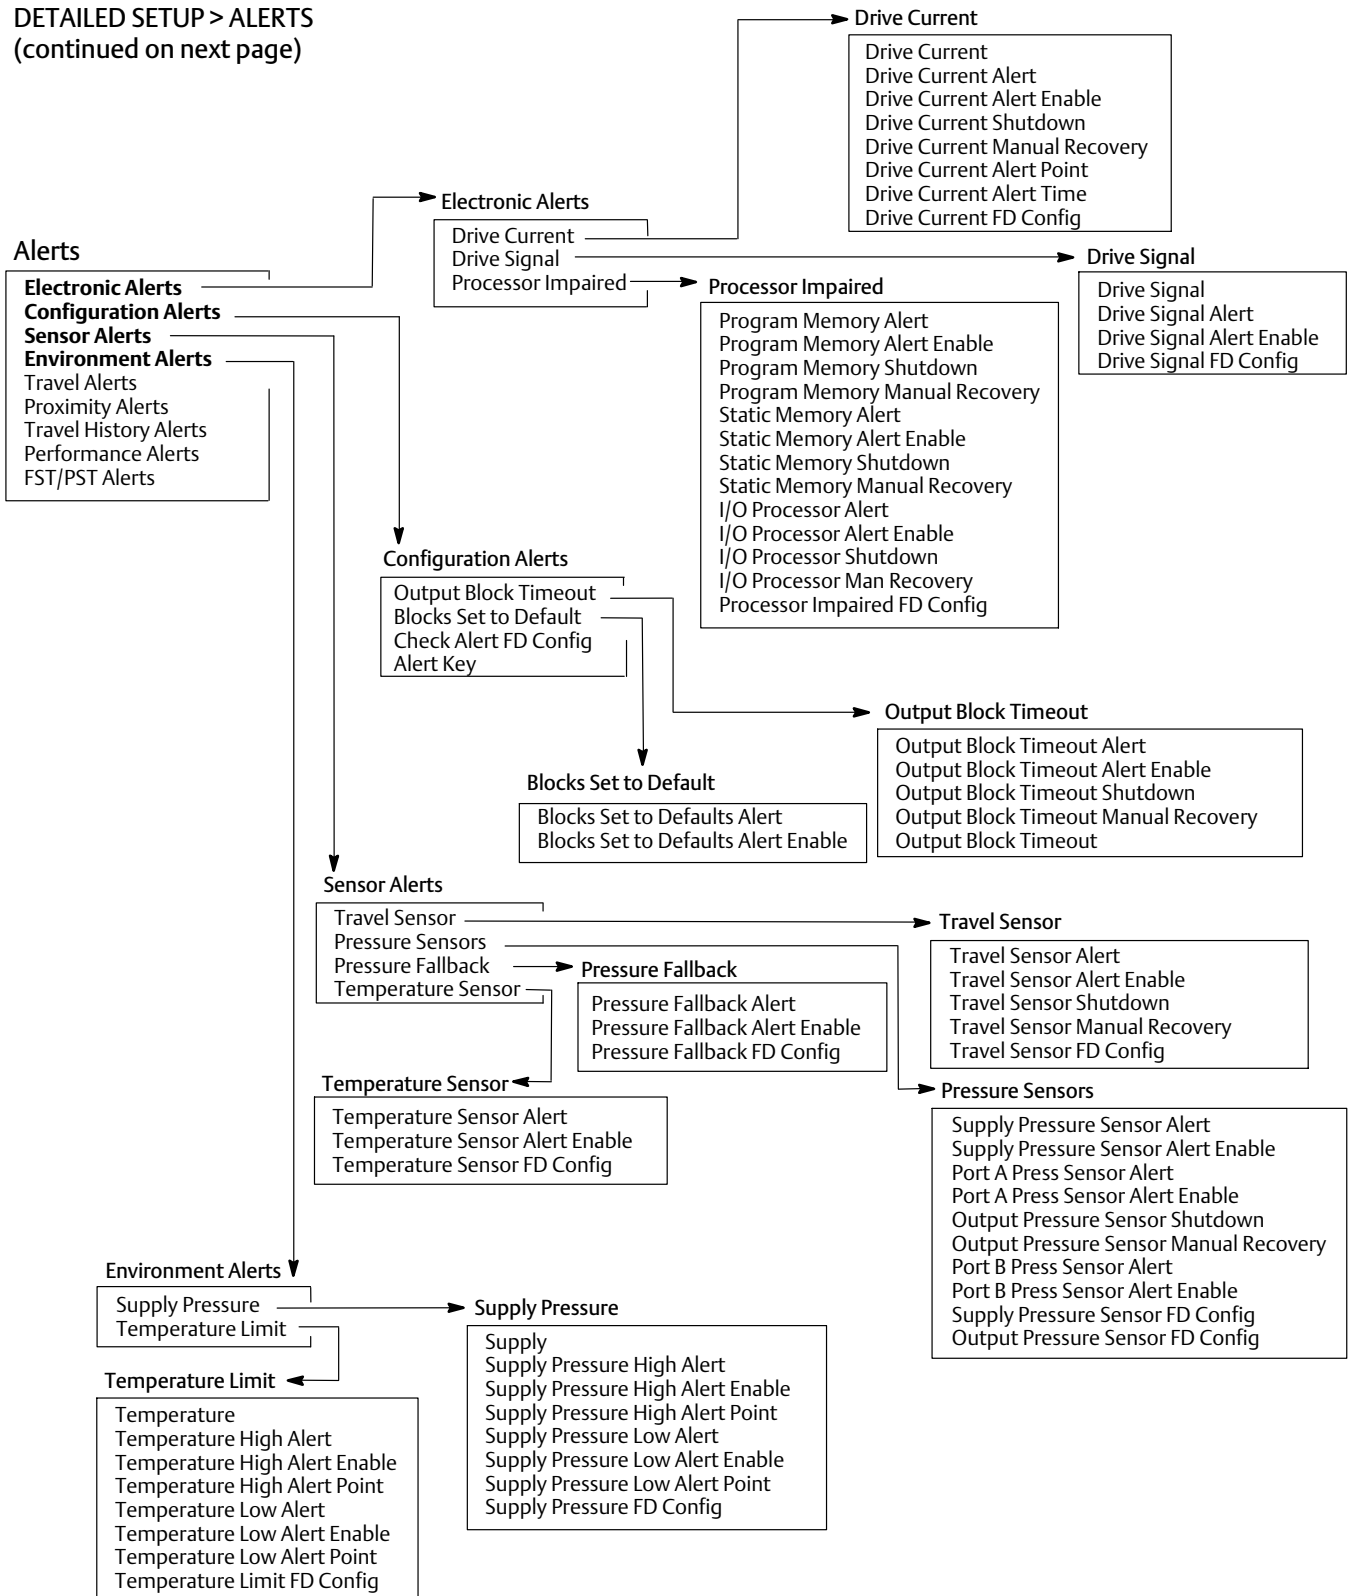 DETAILED SETUP > ALERTS
(continued on next page)
Drive Current
Drive Current
Drive Current Alert
Drive Current Alert Enable
Drive Current Shutdown
Drive Current Manual Recovery
Drive Current Alert Point
Drive Current Alert Time
Drive Current FD Config
Electronic Alerts
Drive Current
Drive Signal
Processor Impaired
Drive Signal
Drive Signal
Drive Signal Alert
Drive Signal Alert Enable
Drive Signal FD Config
Alerts
Electronic Alerts
Configuration Alerts
Sensor Alerts
Environment Alerts
Travel Alerts
Proximity Alerts
Travel History Alerts
Performance Alerts
FST/PST Alerts
Processor Impaired
Program Memory Alert
Program Memory Alert Enable
Program Memory Shutdown
Program Memory Manual Recovery
Static Memory Alert
Static Memory Alert Enable
Static Memory Shutdown
Static Memory Manual Recovery
I/O Processor Alert
I/O Processor Alert Enable
I/O Processor Shutdown
I/O Processor Man Recovery
Processor Impaired FD Config
Configuration Alerts
Output Block Timeout
Blocks Set to Default
Check Alert FD Config
Alert Key
Output Block Timeout
Output Block Timeout Alert
Output Block Timeout Alert Enable
Output Block Timeout Shutdown
Output Block Timeout Manual Recovery
Output Block Timeout
Blocks Set to Default
Blocks Set to Defaults Alert
Blocks Set to Defaults Alert Enable
Sensor Alerts
Travel Sensor
Pressure Sensors
Pressure Fallback
Temperature Sensor
Travel Sensor
Travel Sensor Alert
Travel Sensor Alert Enable
Travel Sensor Shutdown
Travel Sensor Manual Recovery
Travel Sensor FD Config
Pressure Fallback
Pressure Fallback Alert
Pressure Fallback Alert Enable
Pressure Fallback FD Config
Temperature Sensor
Temperature Sensor Alert
Temperature Sensor Alert Enable
Temperature Sensor FD Config
Pressure Sensors
Supply Pressure Sensor Alert
Supply Pressure Sensor Alert Enable
Port A Press Sensor Alert
Port A Press Sensor Alert Enable
Output Pressure Sensor Shutdown
Output Pressure Sensor Manual Recovery
Port B Press Sensor Alert
Port B Press Sensor Alert Enable
Supply Pressure Sensor FD Config
Output Pressure Sensor FD Config
Environment Alerts
Supply Pressure
Temperature Limit
Supply Pressure
Supply
Supply Pressure High Alert
Supply Pressure High Alert Enable
Supply Pressure High Alert Point
Supply Pressure Low Alert
Supply Pressure Low Alert Enable
Supply Pressure Low Alert Point
Supply Pressure FD Config
Temperature Limit
Temperature
Temperature High Alert
Temperature High Alert Enable
Temperature High Alert Point
Temperature Low Alert
Temperature Low Alert Enable
Temperature Low Alert Point
Temperature Limit FD Config